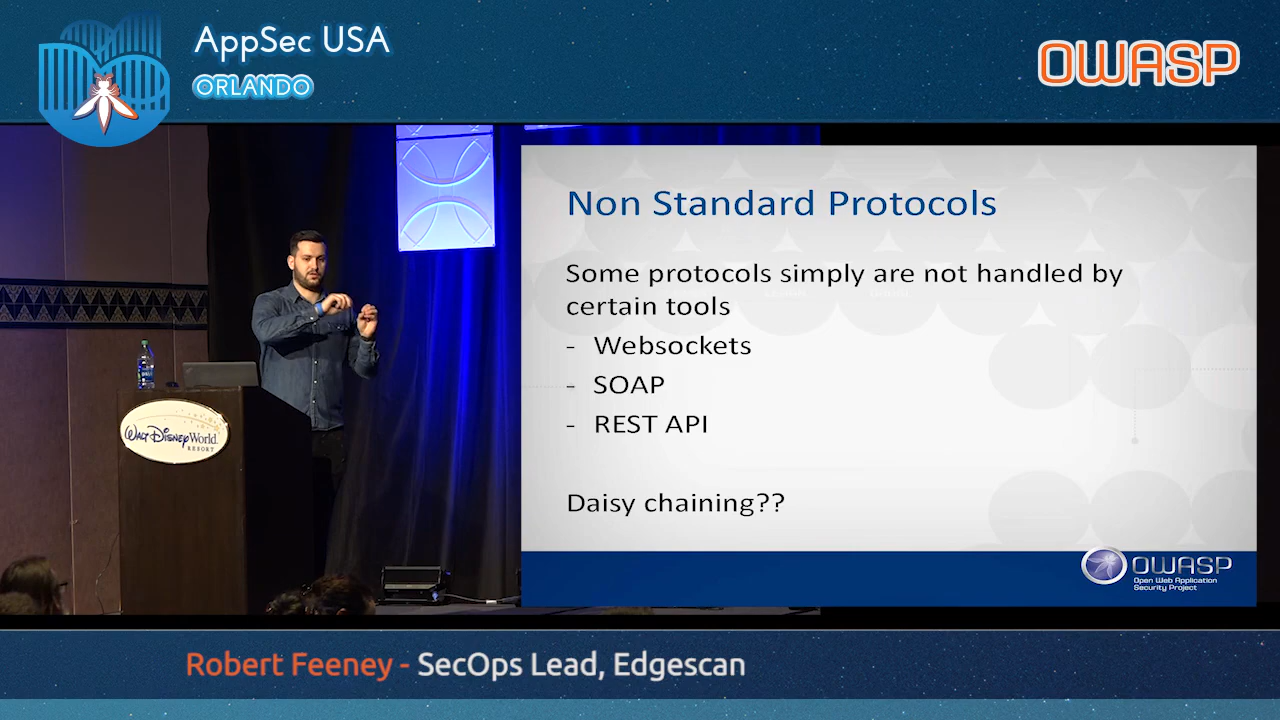 AppSec USA
ORLANDO
OWASP
Non Standard Protocols
Some protocols simply are not handled by
certain tools
- Websockets
- SOAP
- REST API
Daisy chaining??
OWASP
Open Web Application
Security Project
WALT DISNEY World.
RESORT
Robert Feeney - SecOps Lead, Edgescan